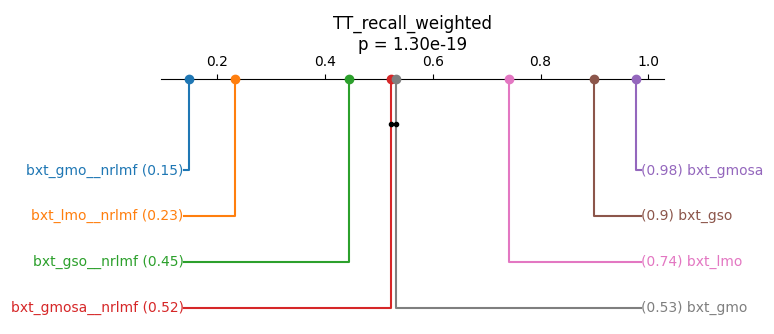 TT_recall_weighted
p = 1.30e-19
0.2 0.4 0.6 0.8 1.0
bxt_gmo__nrlmf (0.15) (0.98) bxt_gmosa
bxt_lmo__nrlmf (0.23) (0.9) bxt_gso
bxt_gso__nrlmf (0.45) (0.74) bxt_lmo
bxt_gmosa__nrlmf (0.52) (0.53) bxt_gmo